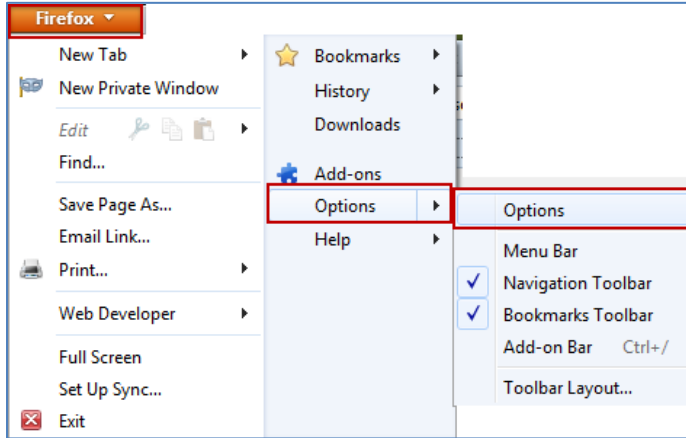 Firefox
New Tab
New Private Window
Edit
Find...
Save Page As...
Email Link...
Print...
Web Developer
Full Screen
Set Up Sync...
Exit
Bookmarks
History
Downloads
Add-ons
Options
Help
Options
Menu Bar
Navigation Toolbar
Bookmarks Toolbar
Add-on Bar Ctrl+/
Toolbar Layout...